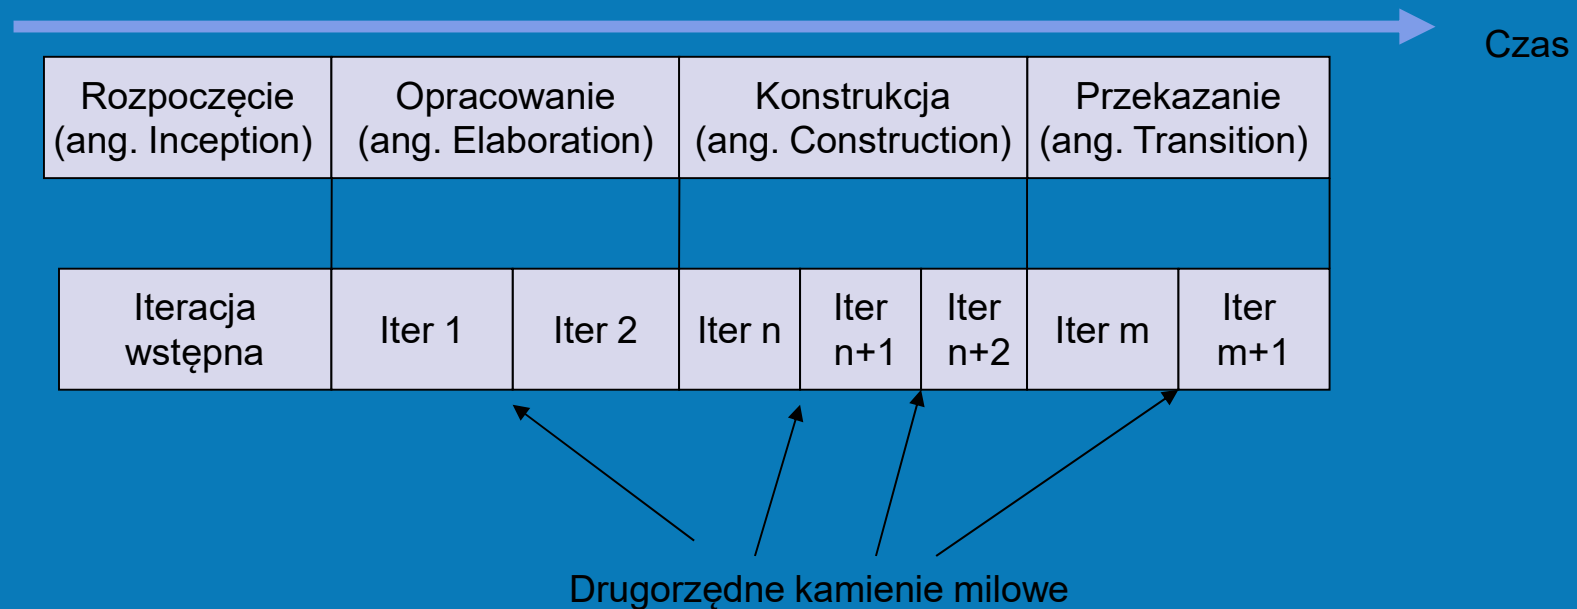 Czas
Rozpoczęcie
(ang. Inception)
Opracowanie
(ang. Elaboration)
Konstrukcja
(ang. Construction)
Przekazanie
(ang. Transition)
Iteracja
wstępna
Iter 1
Iter 2
Iter n
Iter
n+1
Iter
n+2
Iter m
Iter
m+1
Drugorzędne kamienie milowe